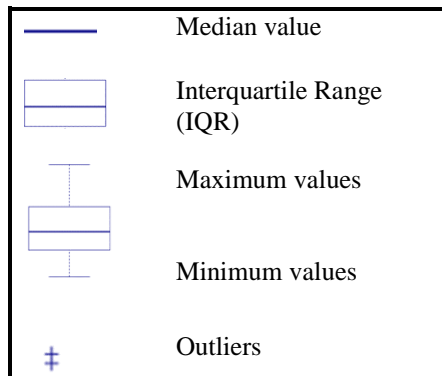 Median value
Interquartile Range
(IQR)
Maximum values
Minimum values
Outliers